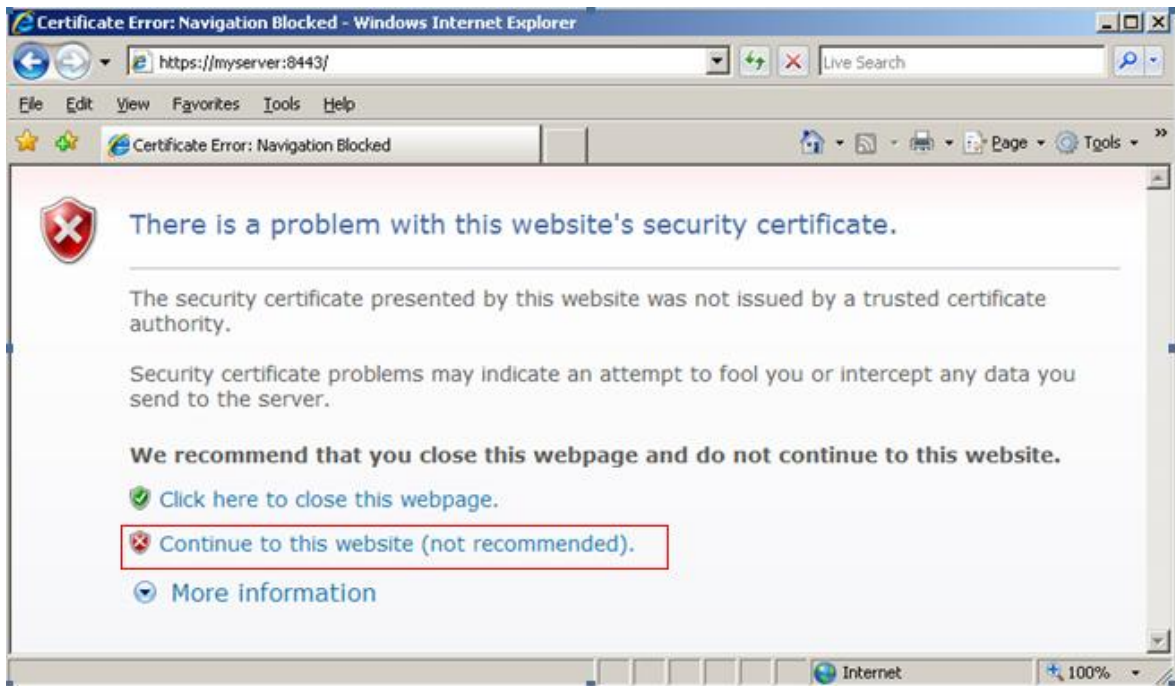 Certificate Error: Navigation Blocked - Windows Internet Explorer
https://myserver:8443/
Live Search
File Edit View Favorites Tools Help
Certificate Error: Navigation Blocked
Page Tools »
There is a problem with this website's security certificate.
The security certificate presented by this website was not issued by a trusted certificate
authority.
Security certificate problems may indicate an attempt to fool you or intercept any data you
send to the server.
We recommend that you close this webpage and do not continue to this website.
Click here to close this webpage.
Continue to this website (not recommended).
More information
Internet 100%